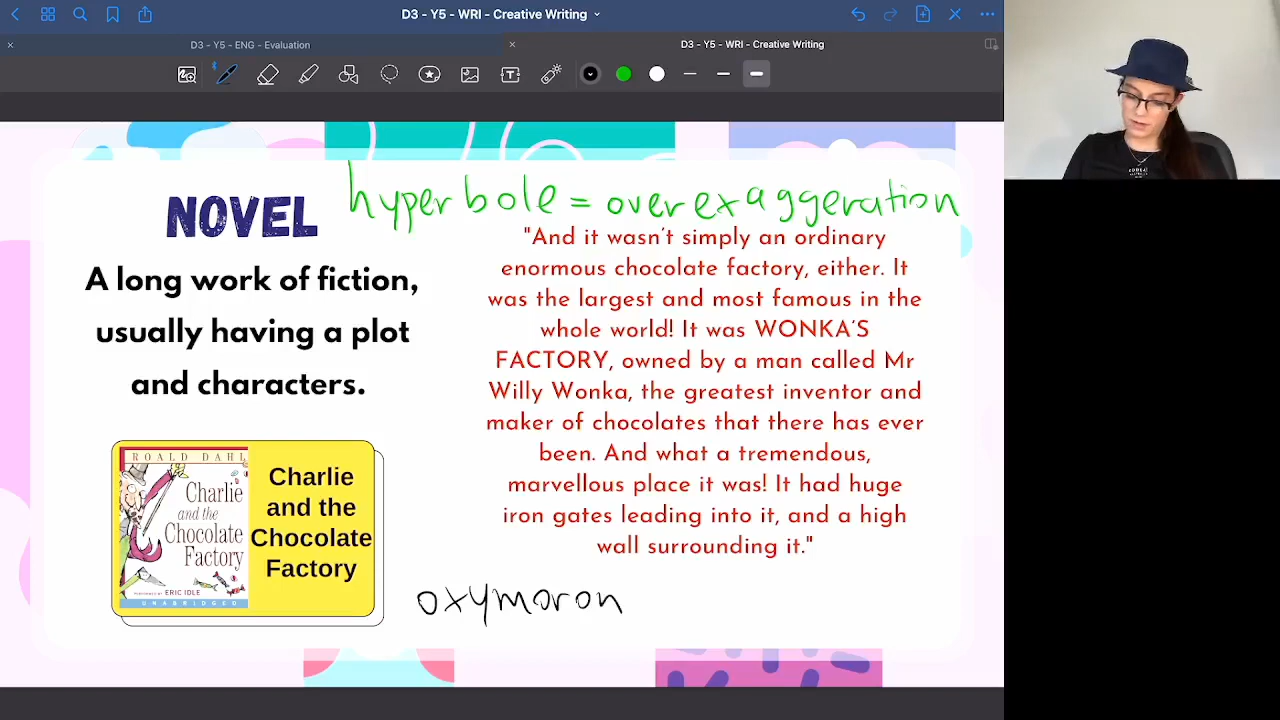 D3 - Y5 - WRI - Creative Writing
D3 - Y5 - ENG - Evaluation
D3 - Y5 - WRI - Creative Writing
hyperbole = over exaggeration
NOVEL
A long work of fiction,
usually having a plot
and characters.
"And it wasn't simply an ordinary
enormous chocolate factory, either. It
was the largest and most famous in the
whole world! It was WONKA'S
FACTORY, owned by a man called Mr
Willy Wonka, the greatest inventor and
maker of chocolates that there has ever
been. And what a tremendous,
marvellous place it was! It had huge
iron gates leading into it, and a high
wall surrounding it."
ROALD DAHL
Charlie
and the
Chocolate
Factory
PERFORMED BY ERIC IDLE
UNABRIDGED
Charlie
and the
Chocolate
Factory
oxymoron